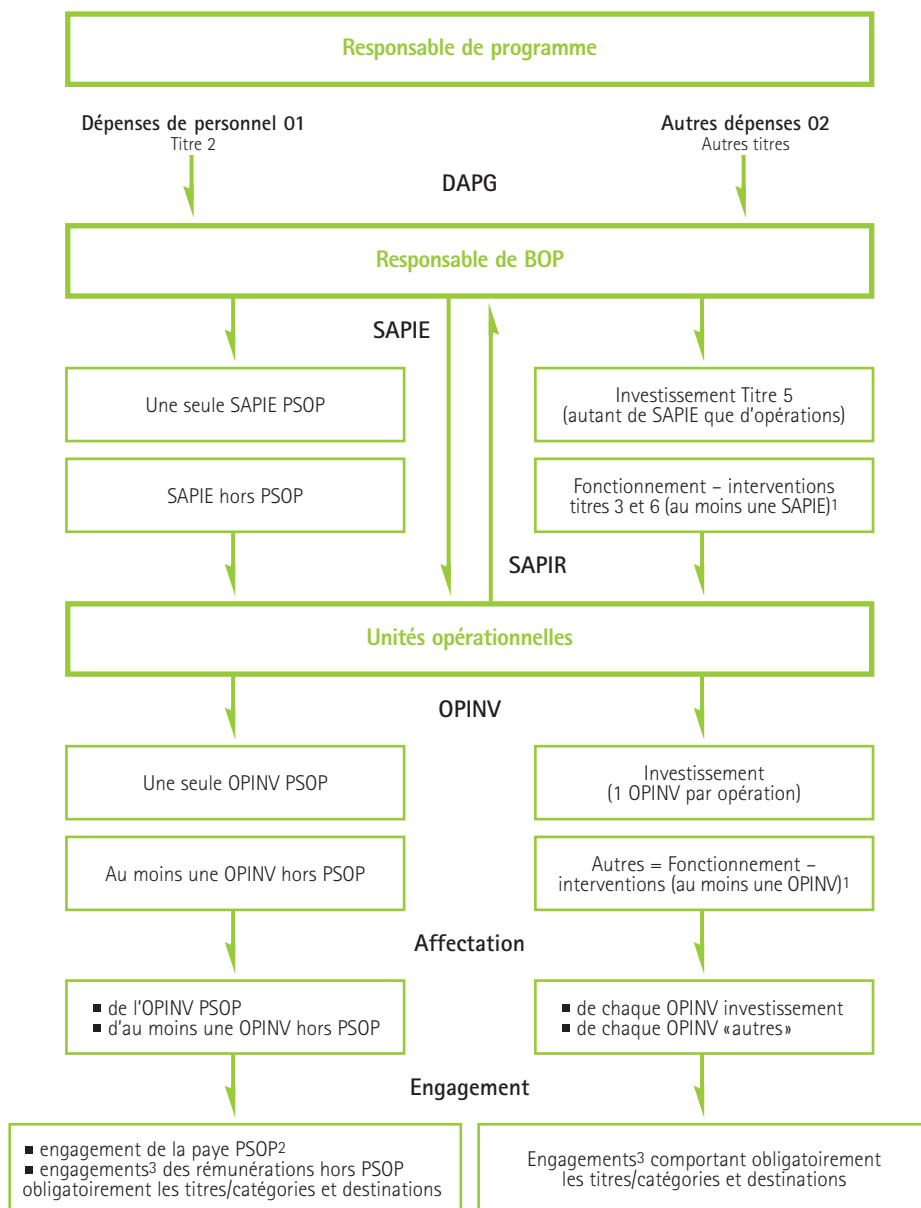 Responsable de programme
Dépenses de personnel 01
Titre 2
Autres dépenses 02
Autres titres
DAPG
Responsable de BOP
SAPIE
Une seule SAPIE PSOP
Investissement Titre 5
(autant de SAPIE que d'opérations)
SAPIE hors PSOP
Fonctionnement – interventions
titres 3 et 6 (au moins une SAPIE)1
SAPIR
Unités opérationnelles
OPINV
Une seule OPINV PSOP
Investissement
(1 OPINV par opération)
Au moins une OPINV hors PSOP
Autres = Fonctionnement –
interventions (au moins une OPINV)1
Affectation
■ de l'OPINV PSOP
■ d'au moins une OPINV hors PSOP
■ de chaque OPINV investissement
■ de chaque OPINV «autres»
Engagement
■ engagement de la paye PSOP2
■ engagements3 des rémunérations hors PSOP
obligatoirement les titres/catégories et destinations
Engagements3 comportant obligatoirement
les titres/catégories et destinations